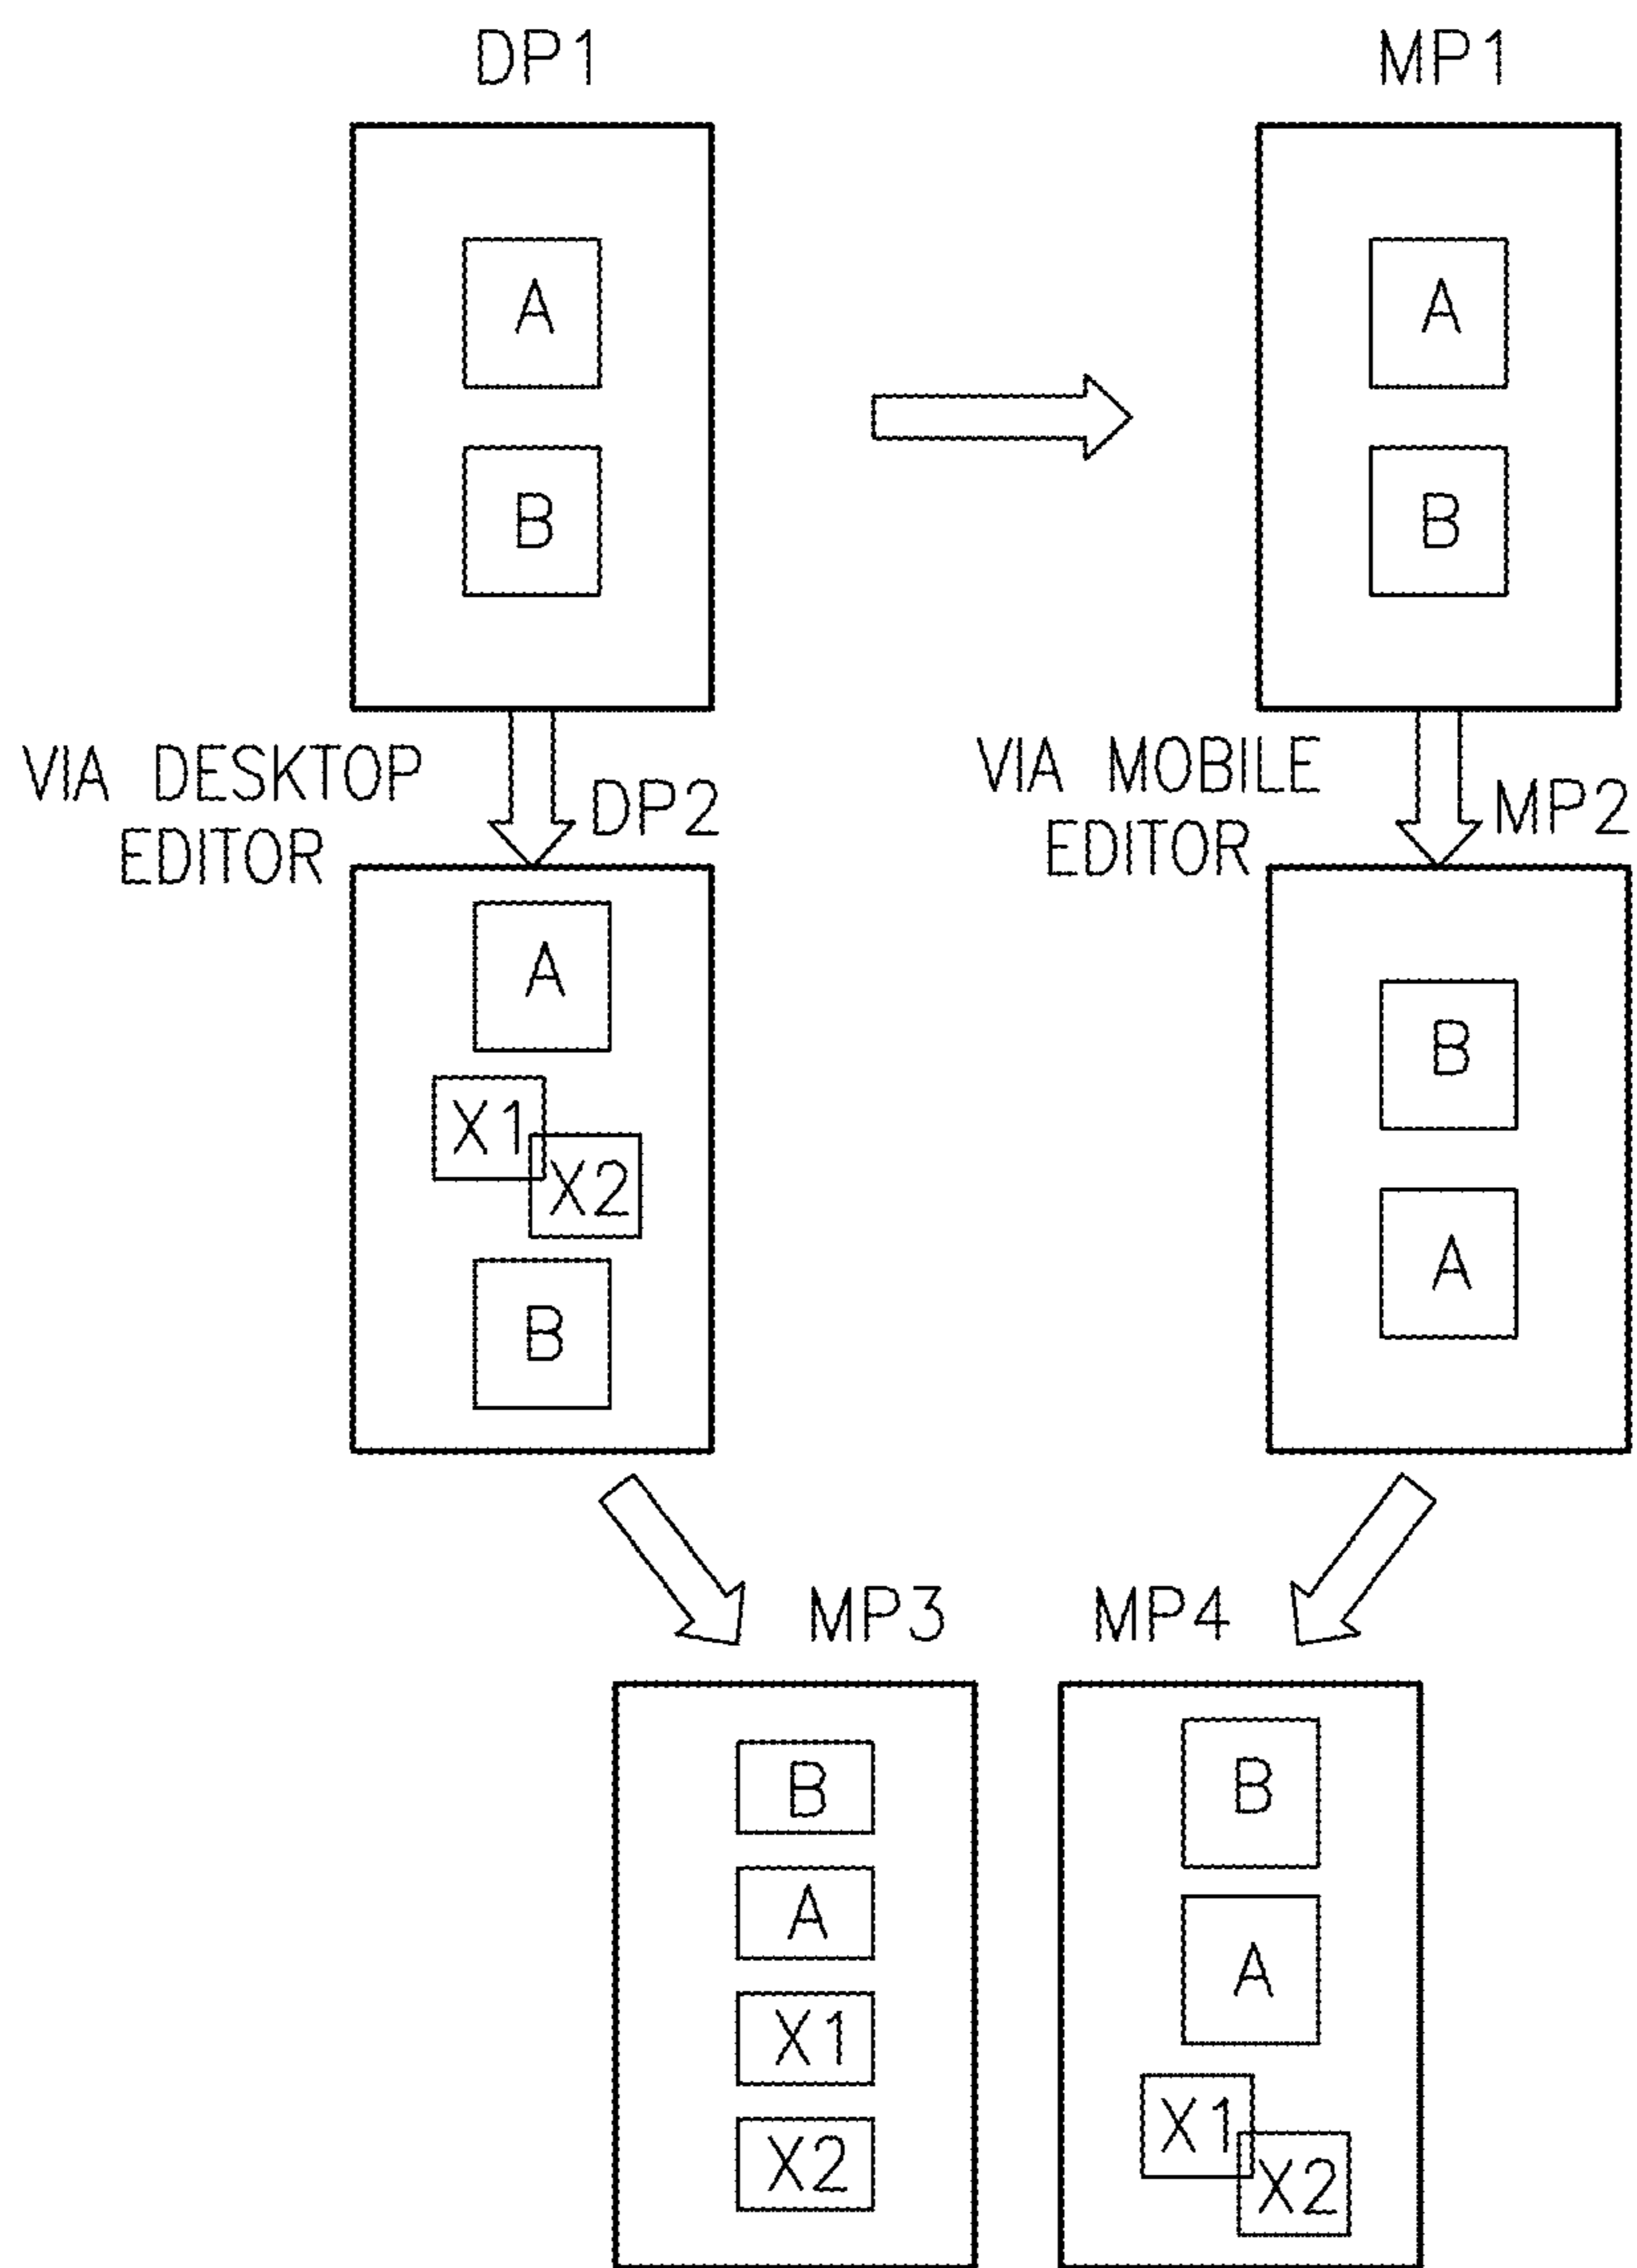 DP1
MP1
A
B
A
B
VIA DESKTOP
EDITOR
DP2
VIA MOBILE
EDITOR
MP2
A
X1
X2
B
B
A
MP3
MP4
B
A
X1
X2
B
A
X1
X2